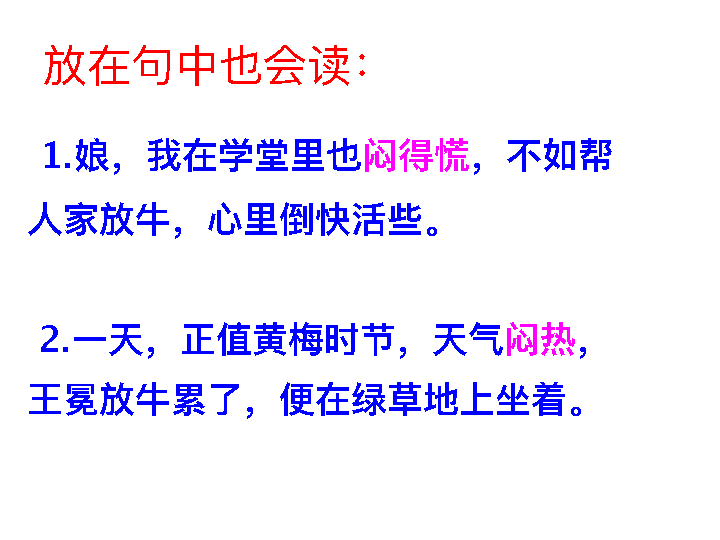 放在句中也会读：
1.娘，我在学堂里也闷得慌，不如帮
人家放牛，心里倒快活些。
2.一天，正值黄梅时节，天气闷热，
王冕放牛累了，便在绿草地上坐着。